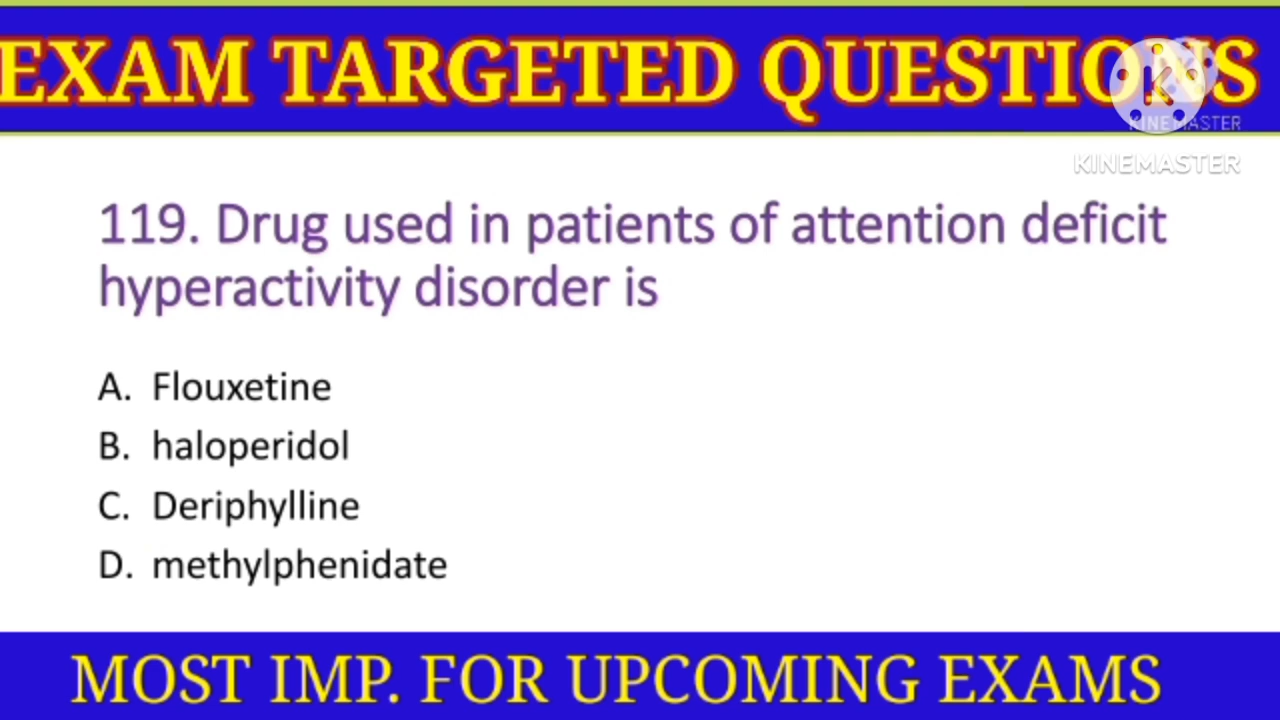 EXAM TARGETED QUESTIONS
KINEMASTER
KINEMASTER
119. Drug used in patients of attention deficit
hyperactivity disorder is
A. Flouxetine
B. haloperidol
C. Deriphylline
D. methylphenidate
MOST IMP. FOR UPCOMING EXAMS